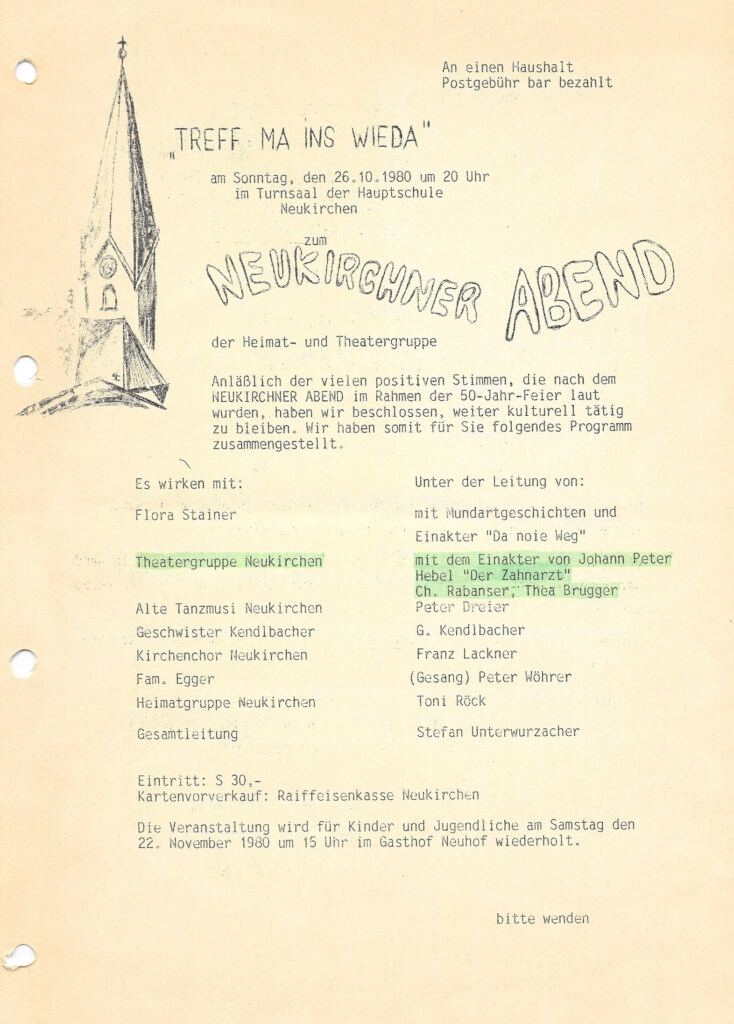 An einen Haushalt
Postgebühr bar bezahlt
"TREFF MA INS WIEDA"
am Sonntag, den 26.10.1980 um 20 Uhr
im Turnsaal der Hauptschule
Neukirchen
zum
NEUKIRCHNER ABEND
der Heimat- und Theatergruppe
Anläßlich der vielen positiven Stimmen, die nach dem
NEUKIRCHNER ABEND im Rahmen der 50-Jahr-Feier laut
wurden, haben wir beschlossen, weiter kulturell tätig
zu bleiben. Wir haben somit für Sie folgendes Programm
zusammengestellt.
Es wirken mit: Unter der Leitung von:
Flora Stainer mit Mundartgeschichten und
Einakter "Da noie Weg"
Theatergruppe Neukirchen mit dem Einakter von Johann Peter
Hebel "Der Zahnarzt"
Ch. Rabanser, Thea Brugger
Alte Tanzmusi Neukirchen Peter Dreier
Geschwister Kendlbacher G. Kendlbacher
Kirchenchor Neukirchen Franz Lackner
Fam. Egger (Gesang) Peter Wöhrer
Heimatgruppe Neukirchen Toni Röck
Gesamtleitung Stefan Unterwurzacher
Eintritt: S 30,-
Kartenvorverkauf: Raiffeisenkasse Neukirchen
Die Veranstaltung wird für Kinder und Jugendliche am Samstag den
22. November 1980 um 15 Uhr im Gasthof Neuhof wiederholt.
bitte wenden